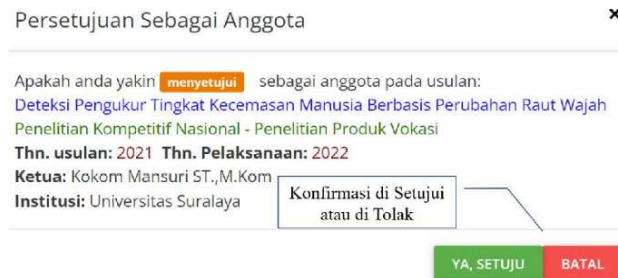 Persetujuan Sebagai Anggota
x
Apakah anda yakin menyetujui sebagai anggota pada usulan:
Deteksi Pengukur Tingkat Kecemasan Manusia Berbasis Perubahan Raut Wajah
Penelitian Kompetitif Nasional - Penelitian Produk Vokasi
Thn. usulan: 2021 Thn. Pelaksanaan: 2022
Ketua: Kokom Mansuri ST.,M.Kom
Institusi: Universitas Suralaya
Konfirmasi di Setujui
atau di Tolak
YA, SETUJU BATAL